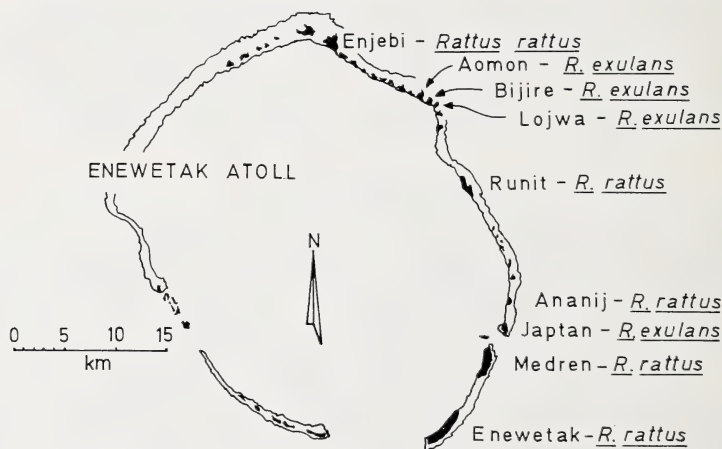 Enjebi - Rattus rattus
Aomon - R. exulans
Bijire - R. exulans
Lojwa - R. exulans
ENEWETAK ATOLL
Runit - R. rattus
N
Ananij - R. rattus
0 5 10 15
km
Japtan - R. exulans
Medren - R. rattus
Enewetak - R. rattus